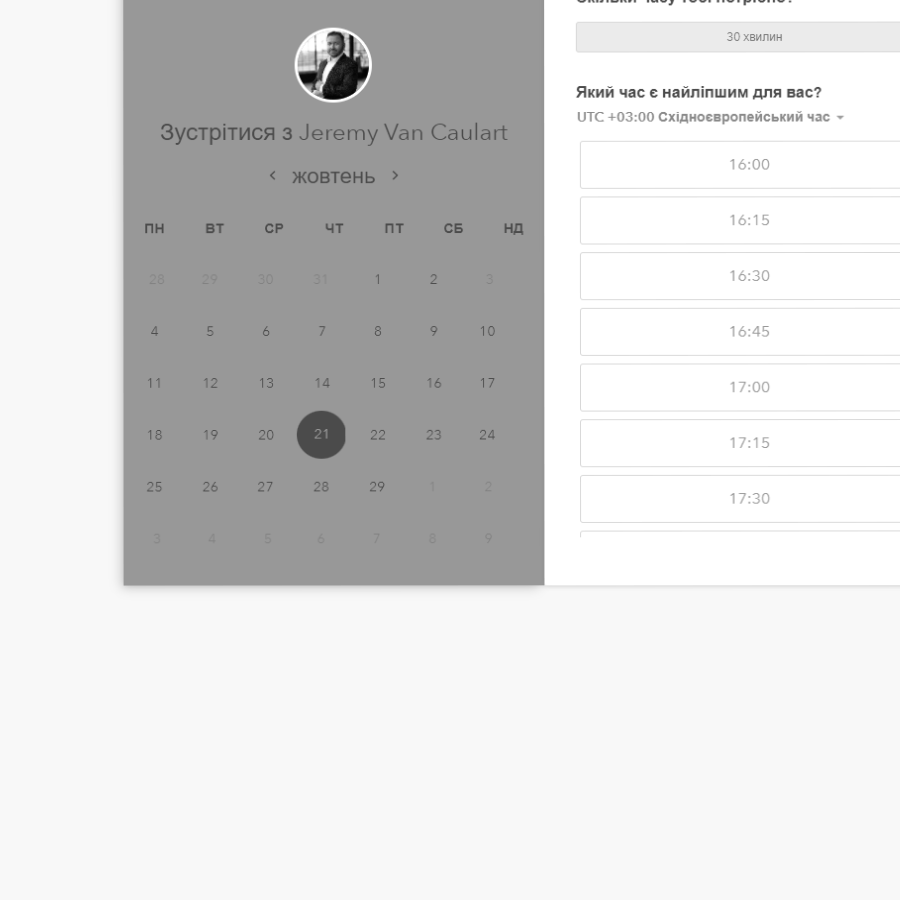 Зустрітися з Jeremy Van Caulart
жовтень
ПН ВТ СР ЧТ ПТ СБ НД
28 29 30 31 1 2 3
4 5 6 7 8 9 10
11 12 13 14 15 16 17
18 19 20 21 22 23 24
25 26 27 28 29 1 2
3 4 5 6 7 8 9
30 хвилин
Який час є найліпшим для вас?
UTC +03:00 Східноєвропейський час
16:00
16:15
16:30
16:45
17:00
17:15
17:30